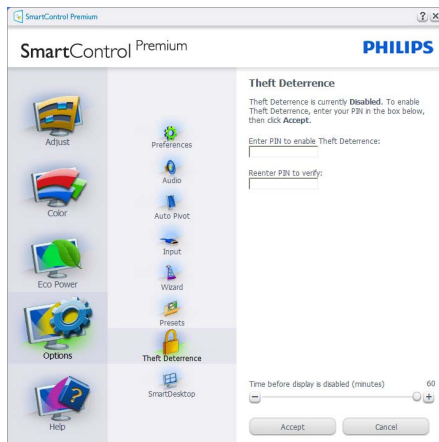 SmartControl Premium
SmartControl Premium
PHILIPS
Adjust
Color
Eco Power
Options
Help
Preferences
Audio
Auto Pivot
Input
Wizard
Presets
Theft Deterrence
SmartDesktop
Theft Deterrence
Theft Deterrence is currently Disabled. To enable
Theft Deterrence, enter your PIN in the box below,
then click Accept.
Enter PIN to enable Theft Deterrence:
Reenter PIN to verify:
Time before display is disabled (minutes) 60
Accept Cancel